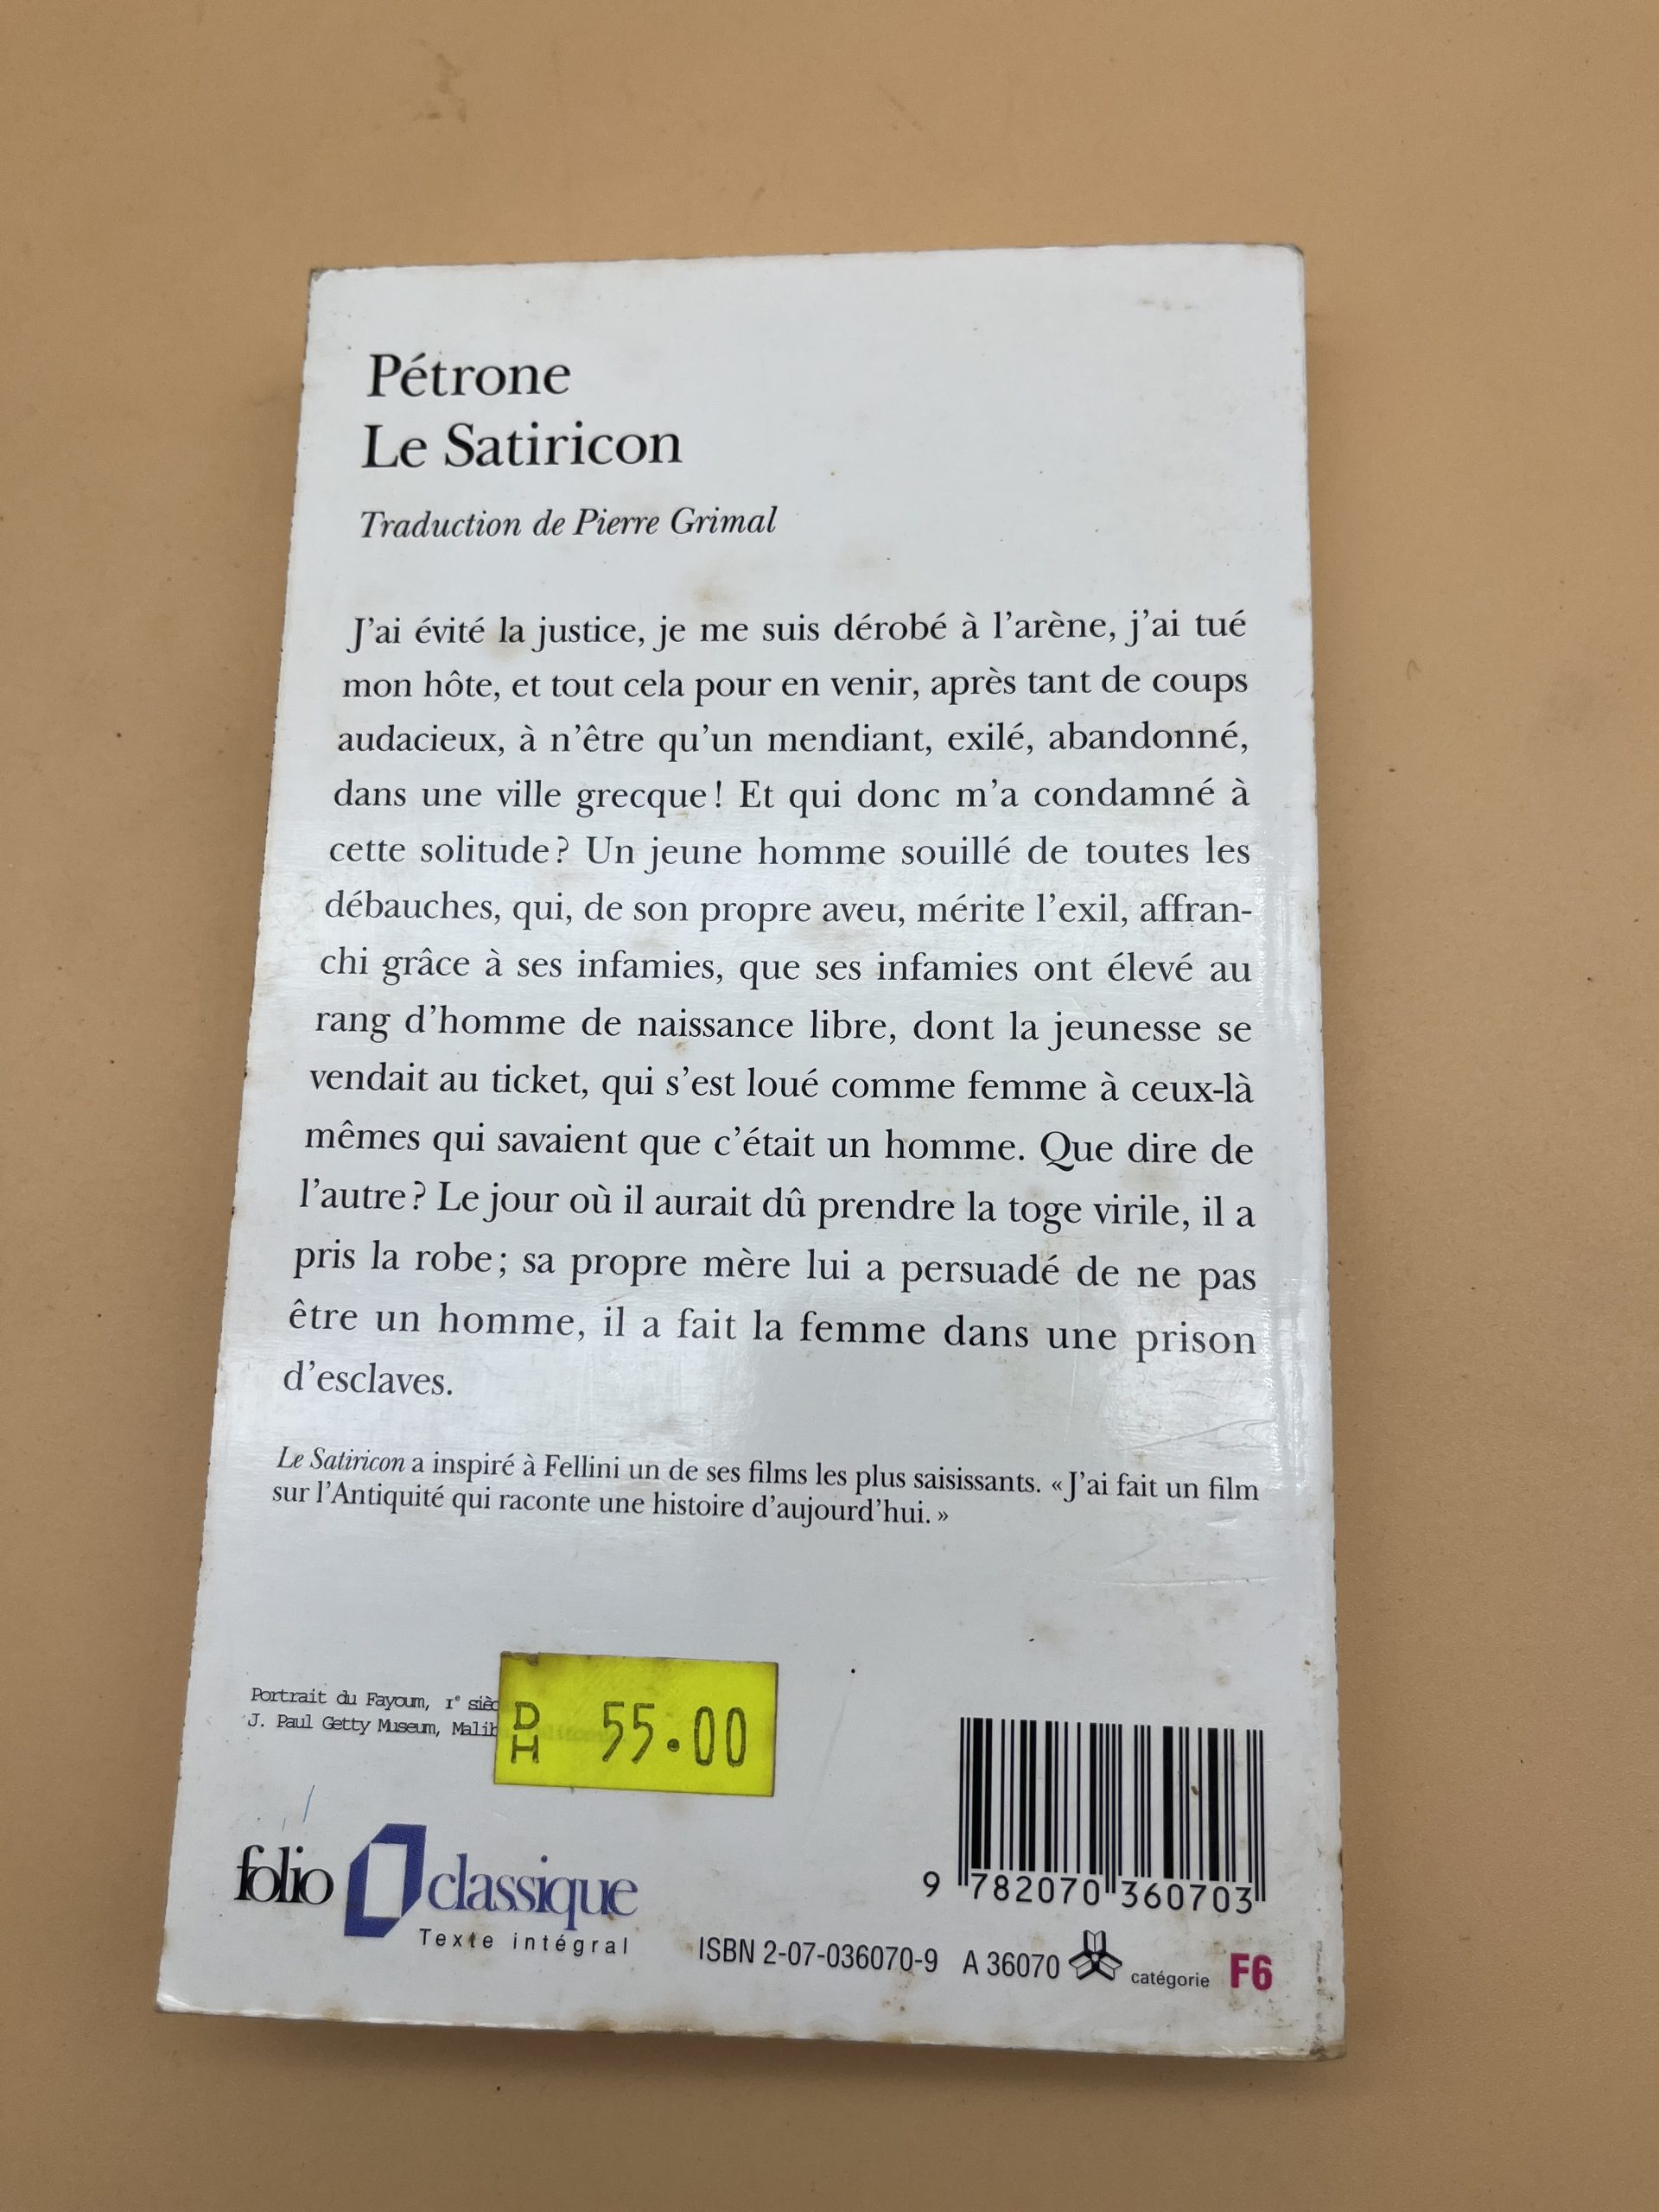 Pétrone
Le Satiricon
Traduction de Pierre Grimal
J'ai évité la justice, je me suis dérobé à l'arène, j'ai tué
mon hôte, et tout cela pour en venir, après tant de coups
audacieux, à n'être qu'un mendiant, exilé, abandonné,
dans une ville grecque! Et qui donc m'a condamné à
cette solitude? Un jeune homme souillé de toutes les
débauches, qui, de son propre aveu, mérite l'exil, affran-
chi grâce à ses infamies, que ses infamies ont élevé au
rang d'homme de naissance libre, dont la jeunesse se
vendait au ticket, qui s'est loué comme femme à ceux-là
mêmes qui savaient que c'était un homme. Que dire de
l'autre? Le jour où il aurait dû prendre la toge virile, il a
pris la robe; sa propre mère lui a persuadé de ne pas
être un homme, il a fait la femme dans une prison
d'esclaves.
Le Satiricon a inspiré à Fellini un de ses films les plus saisissants. «J'ai fait un film
sur l'Antiquité qui raconte une histoire d'aujourd'hui.»
Portrait du Fayoum, Iᵉ
J. Paul Getty Museum,
DH 55.00
folio classique
Texte intégral
9 782070 360703
ISBN 2-07-036070-9 A 36070 catégorie F6